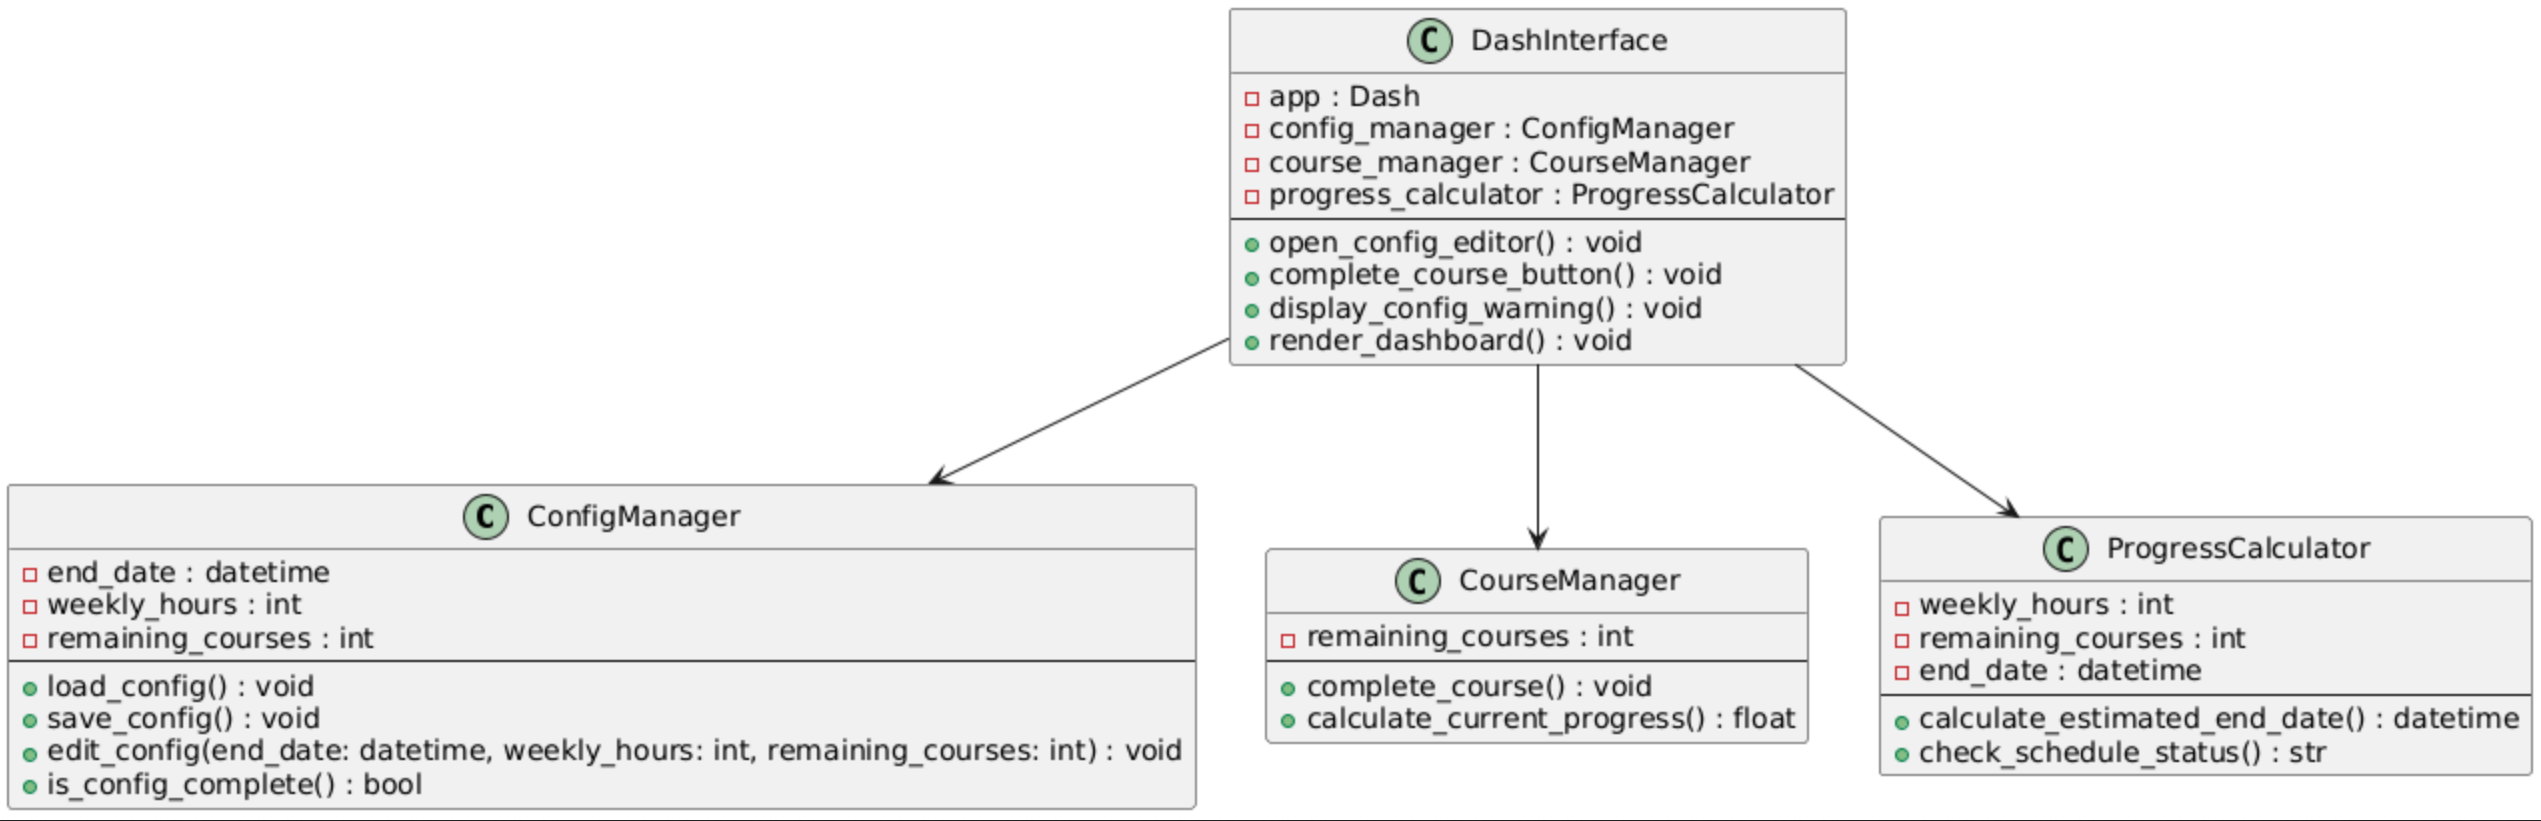 C DashInterface
app : Dash
config_manager : ConfigManager
course_manager : CourseManager
progress_calculator : ProgressCalculator
open_config_editor() : void
complete_course_button() : void
display_config_warning() : void
render_dashboard() : void
C ConfigManager
end_date : datetime
weekly_hours : int
remaining_courses : int
load_config() : void
save_config() : void
edit_config(end_date: datetime, weekly_hours: int, remaining_courses: int) : void
is_config_complete() : bool
C CourseManager
remaining_courses : int
complete_course() : void
calculate_current_progress() : float
C ProgressCalculator
weekly_hours : int
remaining_courses : int
end_date : datetime
calculate_estimated_end_date() : datetime
check_schedule_status() : str